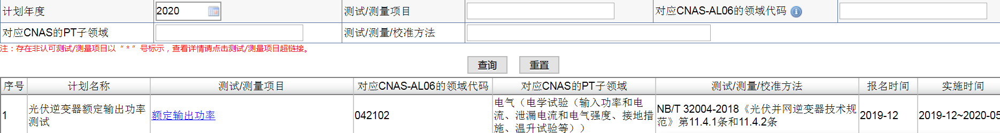 计划年度 2020 测试/测量项目 对应CNAS-AL06的领域代码
对应CNAS的PT子领域 测试/测量/校准方法
注：存在非认可测试/测量项目以“*”号标示，查看详情请点击测试/测量项目超链接。
查询 重置
序号 计划名称 测试/测量项目 对应CNAS-AL06的领域代码 对应CNAS的PT子领域 测试/测量/校准方法 报名时间 实施时间
1
光伏逆变器额定输出功率
测试
额定输出功率
042102
电气（电学试验（输入功率和电
流、泄漏电流和电气强度、接地措
施、温升试验等））
NB/T 32004-2018《光伏并网逆变器技术规
范》第11.4.1条和11.4.2条
2019-12
2019-12~2020-05